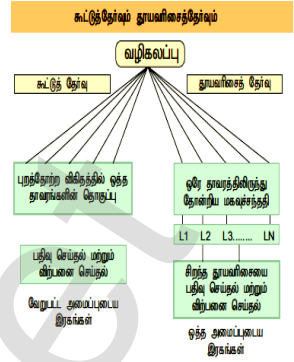 கூட்டுத்தேர்வும் தூயவரிசைத்தேர்வும்
வழிகலப்பு
கூட்டுத் தேர்வு
தூயவரிசைத் தேர்வு
புறத்தோற்ற விகிதத்தில் ஒத்த
தாவரங்களின் தொகுப்பு
ஒரே தாவரத்திலிருந்து
தோன்றிய மகவுச்சந்ததி
L1 L2 L3........ LN
பதிவு செய்தல் மற்றும்
விற்பனை செய்தல்
சிறந்த தூயவரிசையை
பதிவு செய்தல் மற்றும்
விற்பனை செய்தல்
வேறுபட்ட அமைப்புடைய
இரகங்கள்
ஒத்த அமைப்புடைய
இரகங்கள்